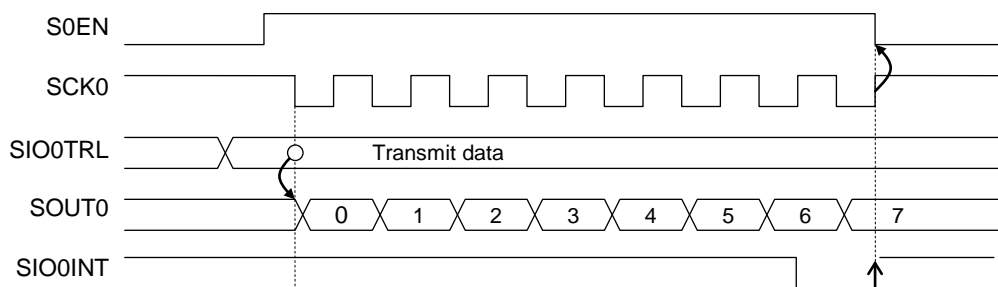 S0EN
SCK0
SIO0TRL Transmit data
SOUT0 0 1 2 3 4 5 6 7
SIO0INT